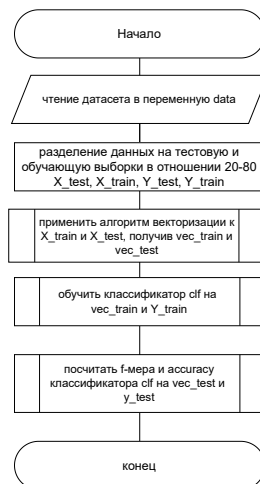 Начало
чтение датасета в переменную data
разделение данных на тестовую и
обучающую выборки в отношении 20-80
X_test, X_train, Y_test, Y_train
применить алгоритм векторизации к
X_train и X_test, получив vec_train и
vec_test
обучить классификатор clf на
vec_train и Y_train
посчитать f-мера и accuracy
классификатора clf на vec_test и
y_test
конец